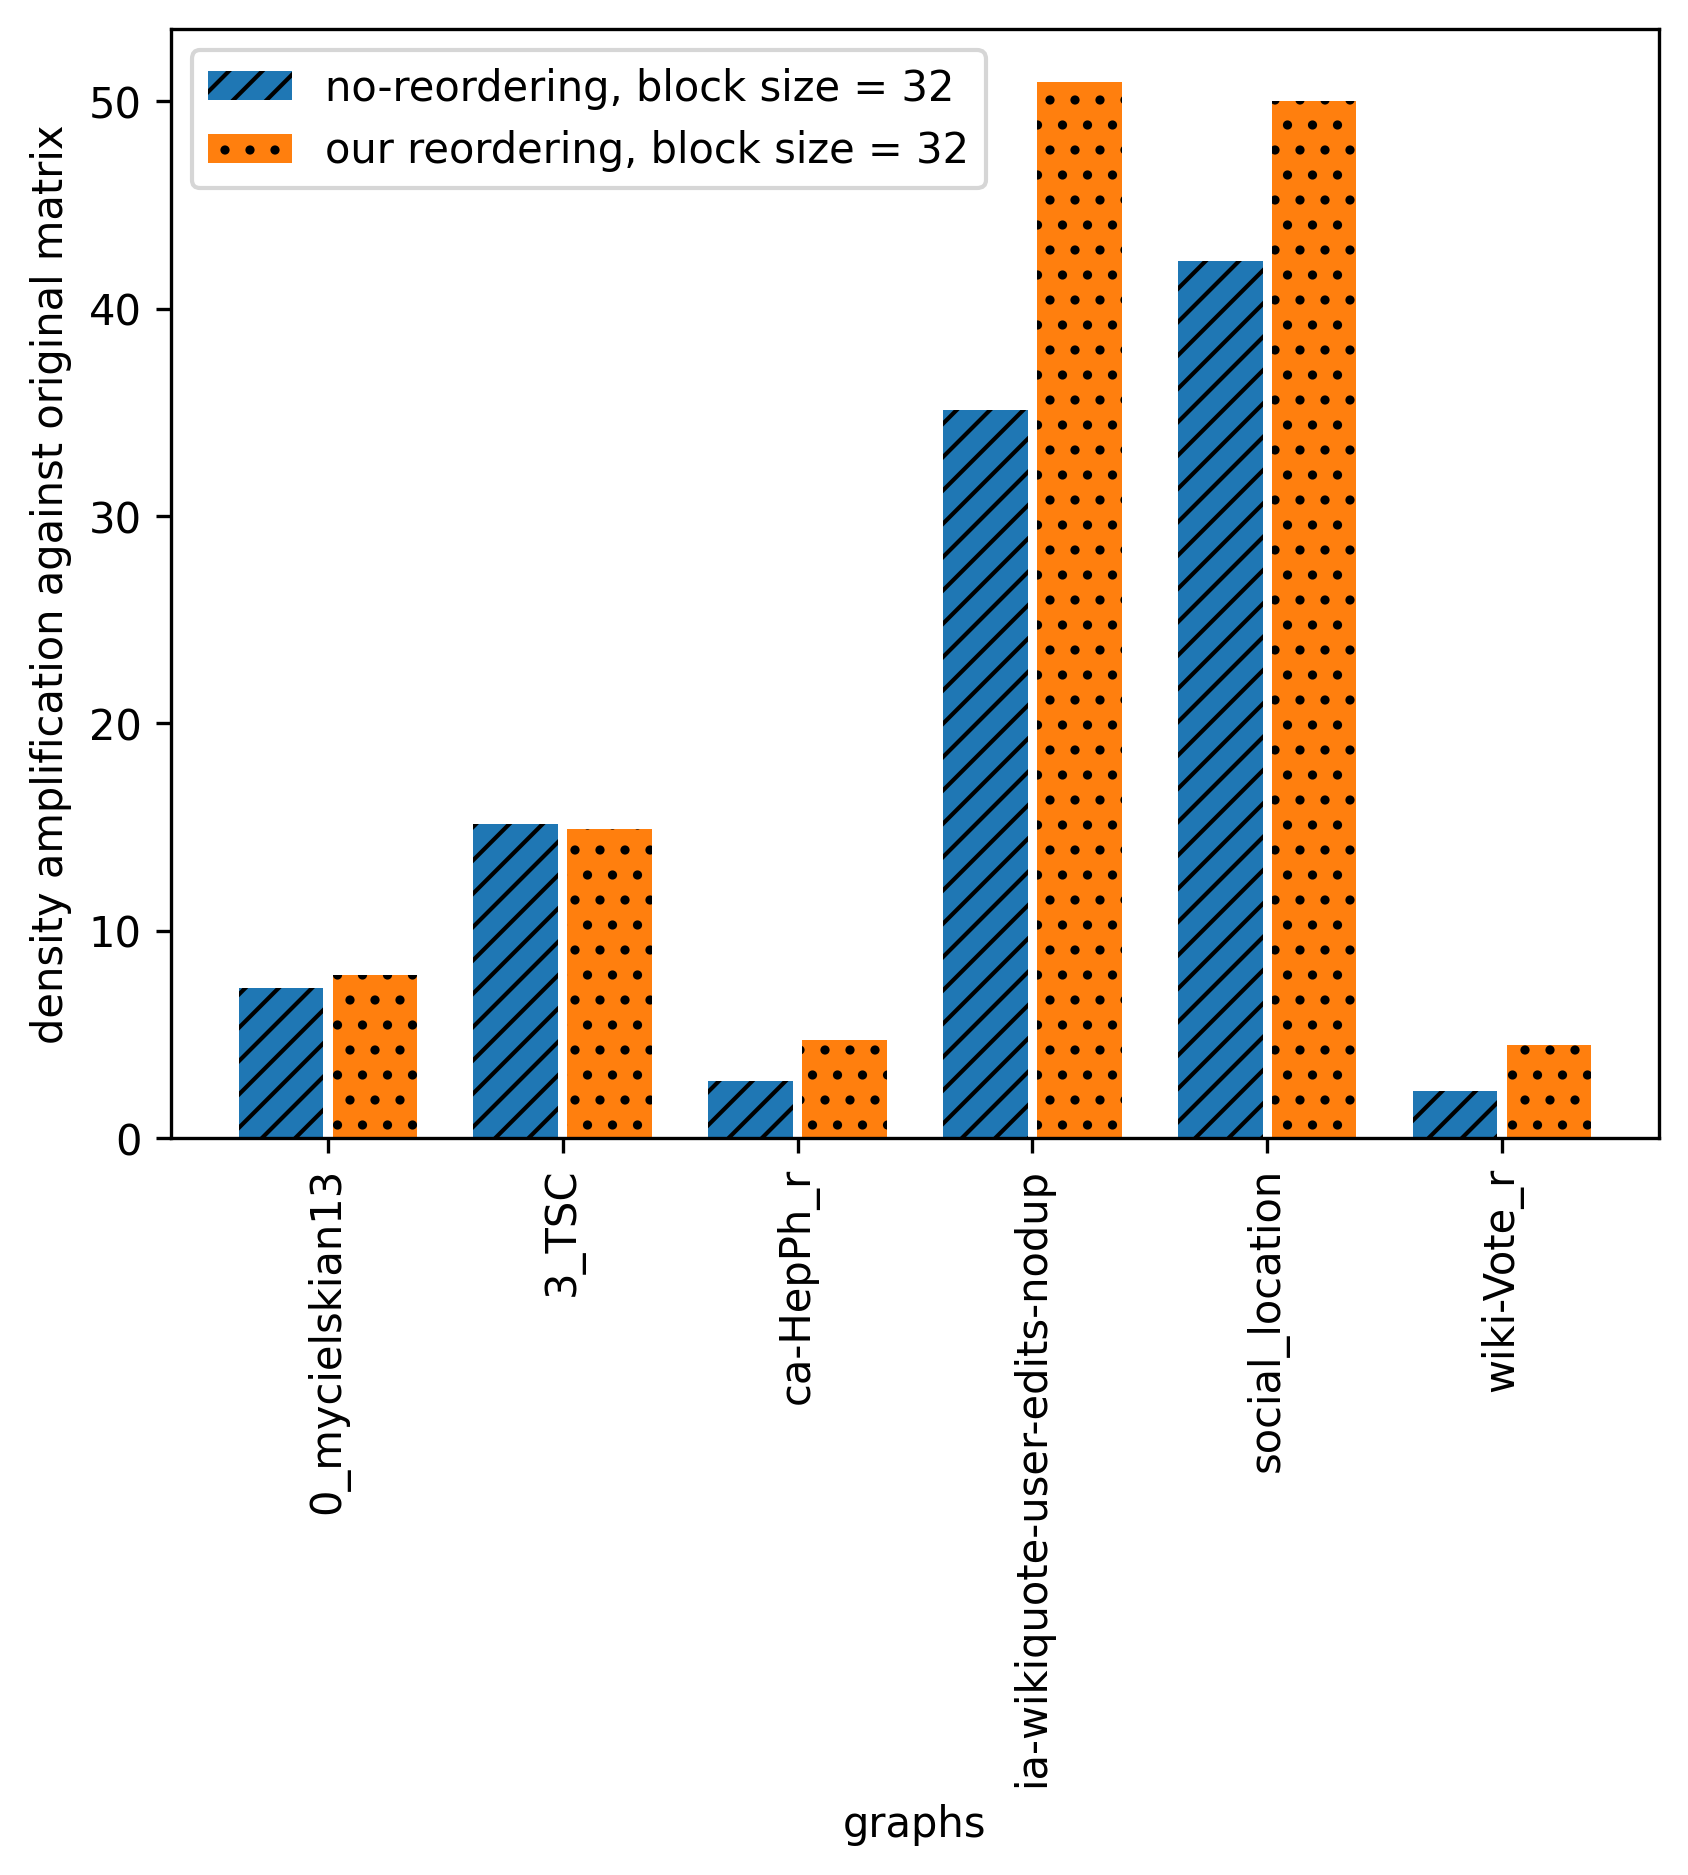 no-reordering, block size = 32
our reordering, block size = 32
density amplification against original matrix
50
40
30
20
10
0
0_mycielskian13
3_TSC
ca-HepPh_r
ia-wikiquote-user-edits-nodup
social_location
wiki-Vote_r
graphs